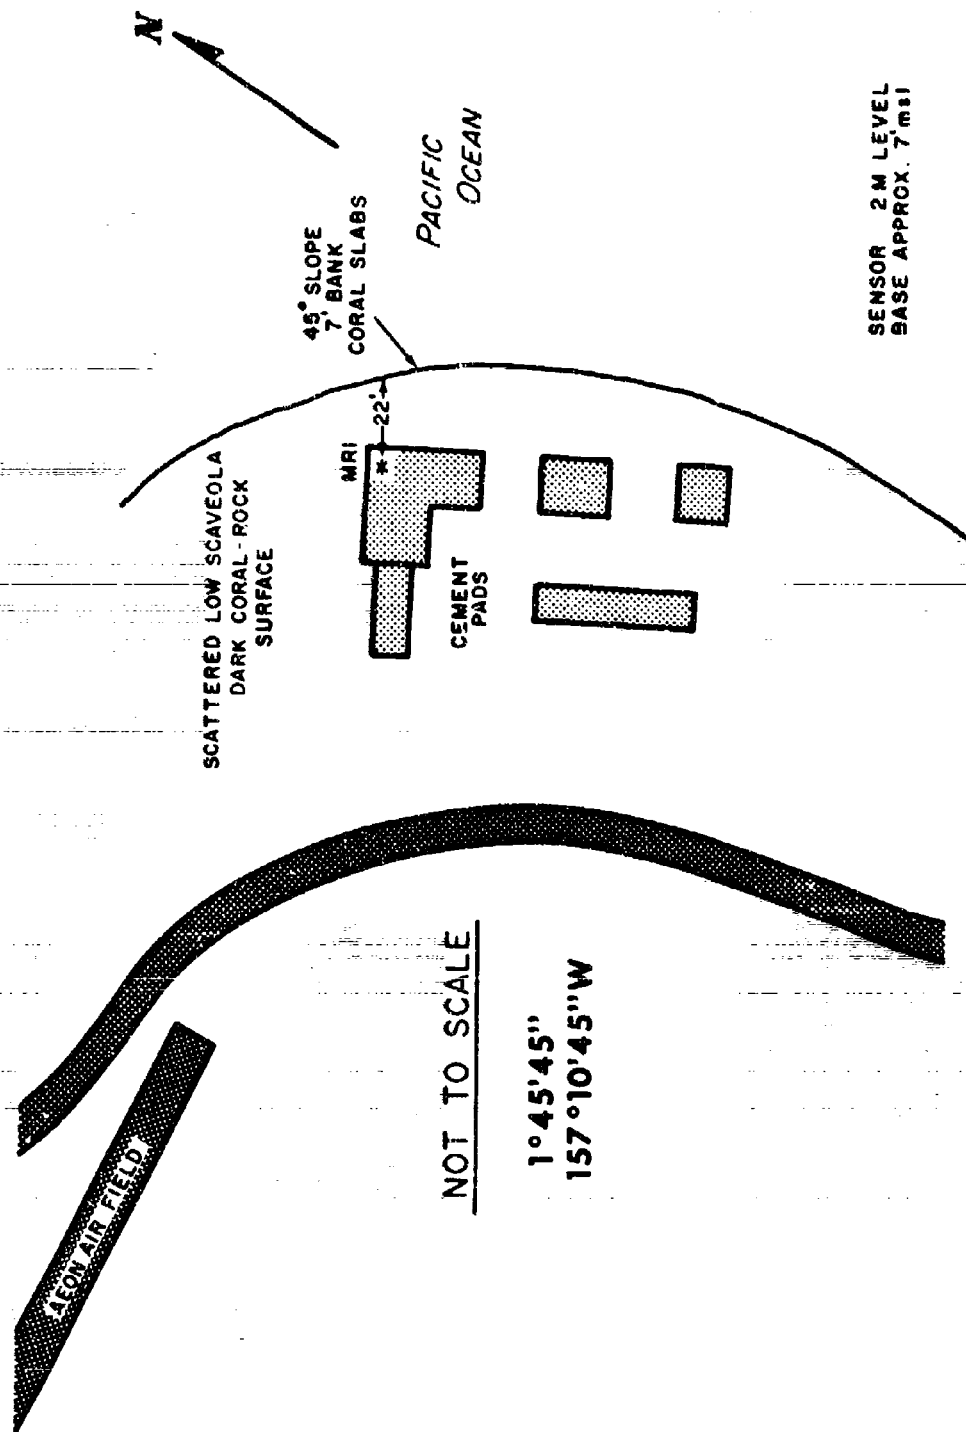 N
PACIFIC
OCEAN
45° SLOPE
7' BANK
CORAL SLABS
SENSOR 2M LEVEL
BASE APPROX. 7'msl
22'
MRI
*
SCATTERED LOW SCAVEOLA
DARK CORAL-ROCK
SURFACE
CEMENT
PADS
NOT TO SCALE
1°45'45"
157°10'45"W
AEON AIR FIELD